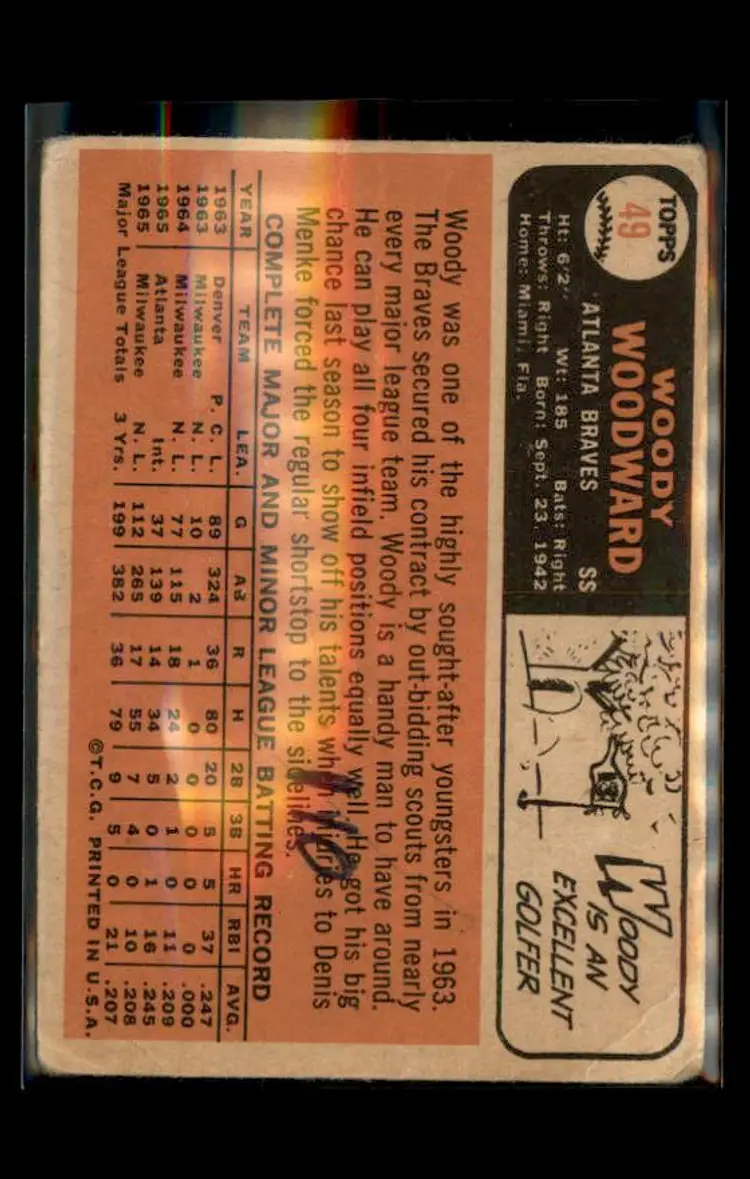 TOPPS
49
WOODY
WOODWARD
ATLANTA BRAVES SS
Ht: 6'2" Wt: 185 Bats: Right
Throws: Right Born: Sept. 23, 1942
Home: Miami, Fla.
WOODY
IS AN
EXCELLENT
GOLFER
Woody was one of the highly sought-after youngsters in 1963.
The Braves secured his contract by out-bidding scouts from nearly
every major league team. Woody is a handy man to have around.
He can play all four infield positions equally well. He got his big
chance last season to show off his talents when injuries to Denis
Menke forced the regular shortstop to the sidelines.
COMPLETE MAJOR AND MINOR LEAGUE BATTING RECORD
YEAR TEAM LEA. G AB R H 2B 3B HR RBI AVG.
1963 Denver P. C. L. 89 324 36 80 20 5 5 37 .247
1963 Milwaukee N. L. 10 2 1 0 0 0 0 0 .000
1964 Milwaukee N. L. 77 115 18 24 2 1 0 11 .209
1965 Atlanta Int. 37 139 14 34 5 0 1 16 .245
1965 Milwaukee N. L. 112 265 17 55 7 4 0 10 .208
Major League Totals 3 Yrs. 199 382 36 79 9 5 0 21 .207
©T.C.G. PRINTED IN U.S.A.